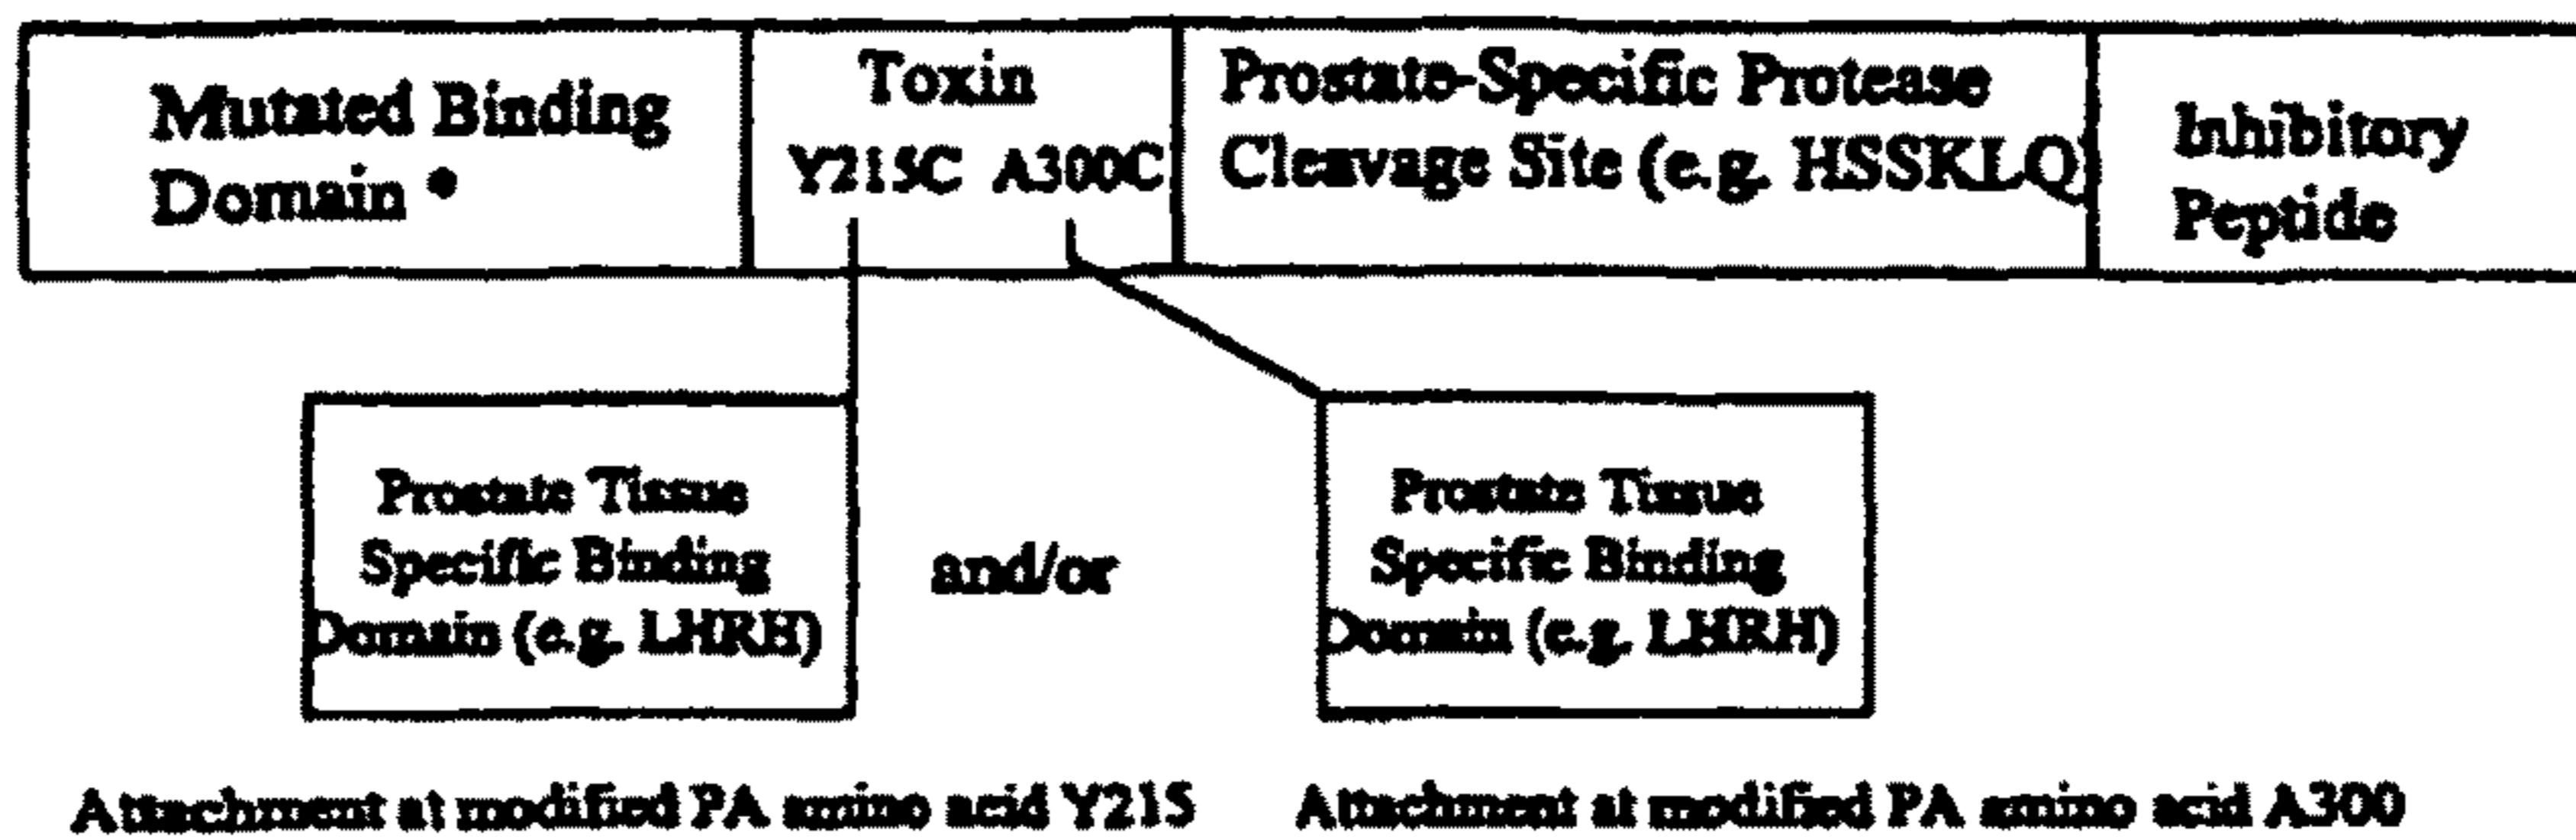 Mutated Binding
Domain *
Toxin
Y215C A300C
Prostate-Specific Protease
Cleavage Site (e.g. HSSKLQ)
Inhibitory
Peptide
Prostate Tissue
Specific Binding
Domain (e.g. LHRH)
and/or
Prostate Tissue
Specific Binding
Domain (e.g. LHRH)
Attachment at modified PA amino acid Y215
Attachment at modified PA amino acid A300